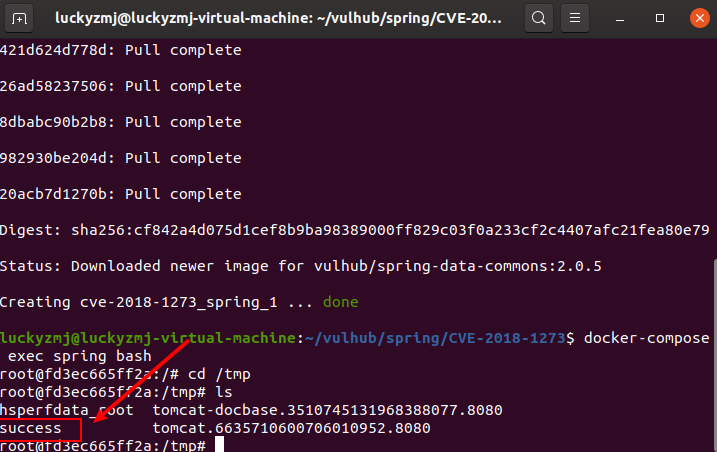 luckyzmj@luckyzmj-virtual-machine: ~/vulhub/spring/CVE-20...
421d624d778d: Pull complete
26ad58237506: Pull complete
8dbabc90b2b8: Pull complete
982930be204d: Pull complete
20acb7d1270b: Pull complete
Digest: sha256:cf842a4d075d1cef8b9ba98389000ff829c03f0a233cf2c4407afc21fea80e79
Status: Downloaded newer image for vulhub/spring-data-commons:2.0.5
Creating cve-2018-1273_spring_1 ... done
luckyzmj@luckyzmj-virtual-machine:~/vulhub/spring/CVE-2018-1273$ docker-compose
 exec spring bash
root@fd3ec665ff2a:/# cd /tmp
root@fd3ec665ff2a:/tmp# ls
hsperfdata_root  tomcat-docbase.3510745131968388077.8080
success          tomcat.6635710600706010952.8080
root@fd3ec665ff2a:/tmp#